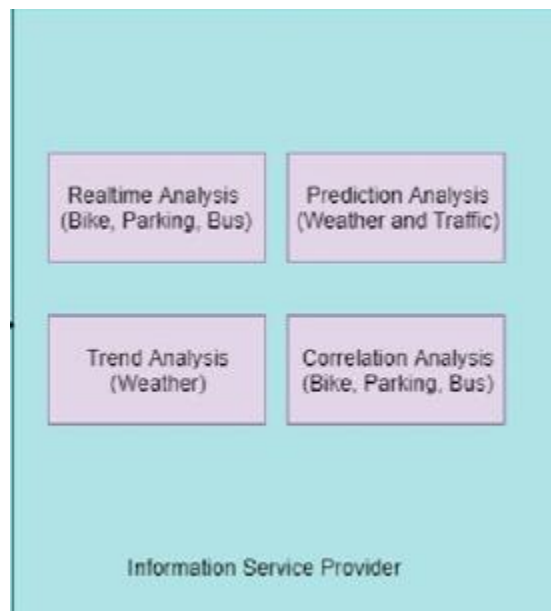 Realtime Analysis
(Bike, Parking, Bus)
Prediction Analysis
(Weather and Traffic)
Trend Analysis
(Weather)
Correlation Analysis
(Bike, Parking, Bus)
Information Service Provider